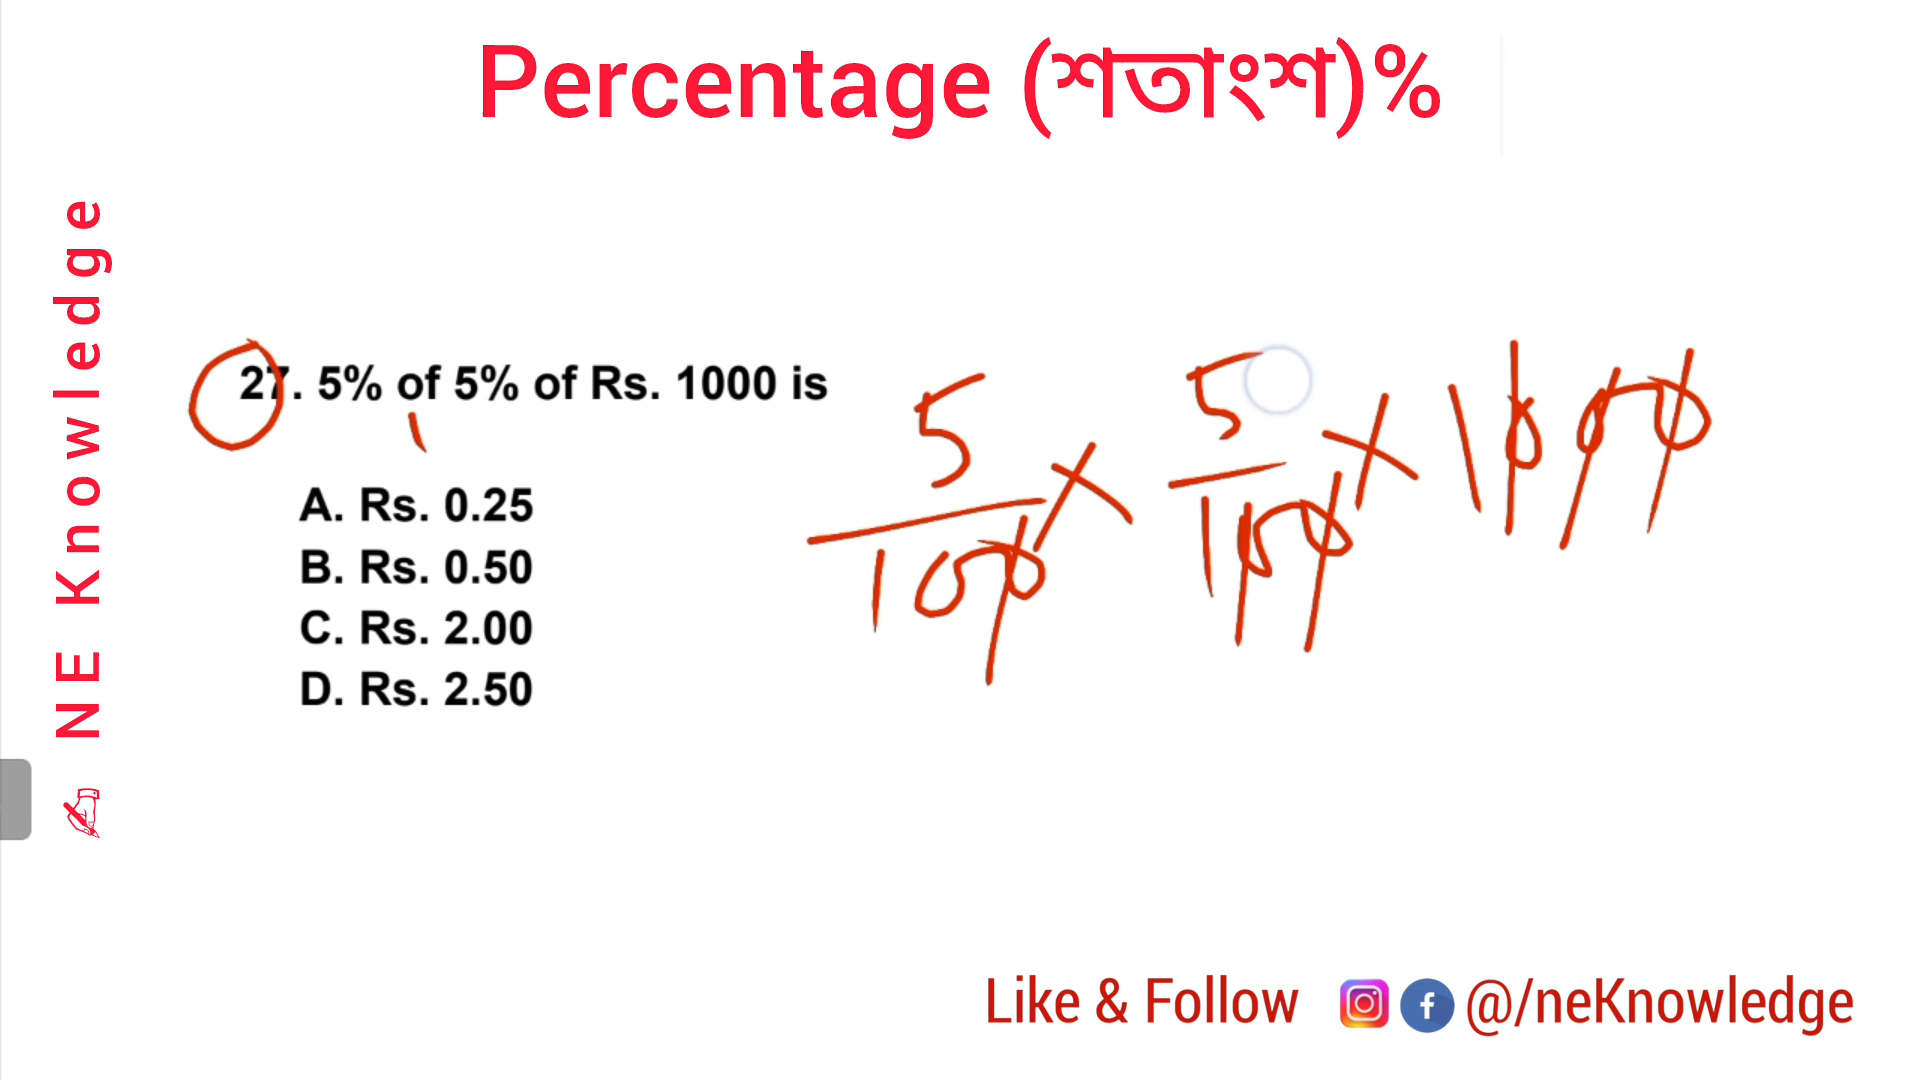 Percentage (শতাংশ)%
✍ NE Knowledge
27. 5% of 5% of Rs. 1000 is
A. Rs. 0.25
B. Rs. 0.50
C. Rs. 2.00
D. Rs. 2.50
5/100 × 5/100 × 1000
Like & Follow @/neKnowledge